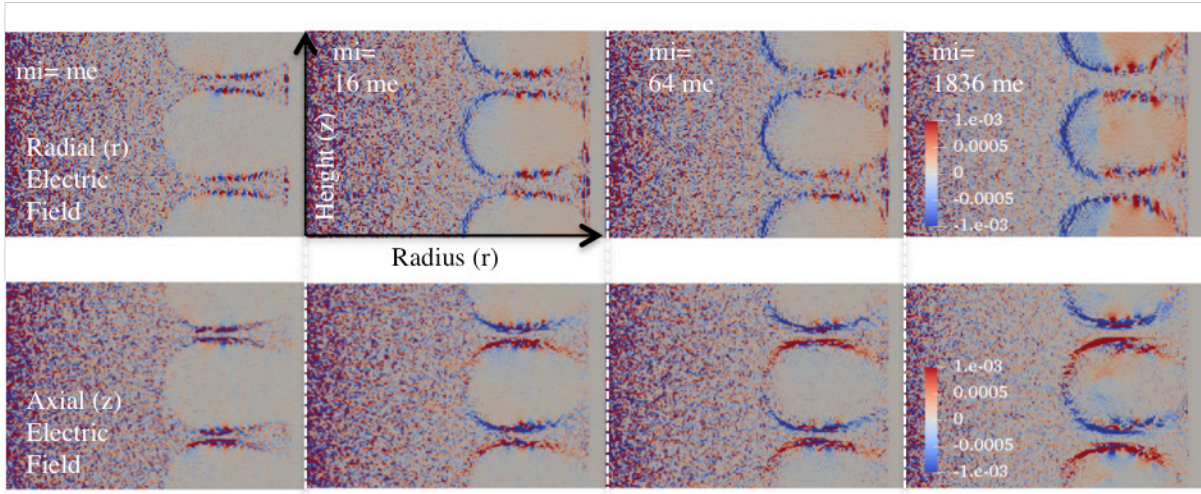 mi= me
mi=
16 me
mi=
64 me
mi=
1836 me
Radial (r)
Electric
Field
Height (z)
1.e-03
0.0005
0
-0.0005
-1.e-03
Radius (r)
Axial (z)
Electric
Field
1.e-03
0.0005
0
-0.0005
-1.e-03